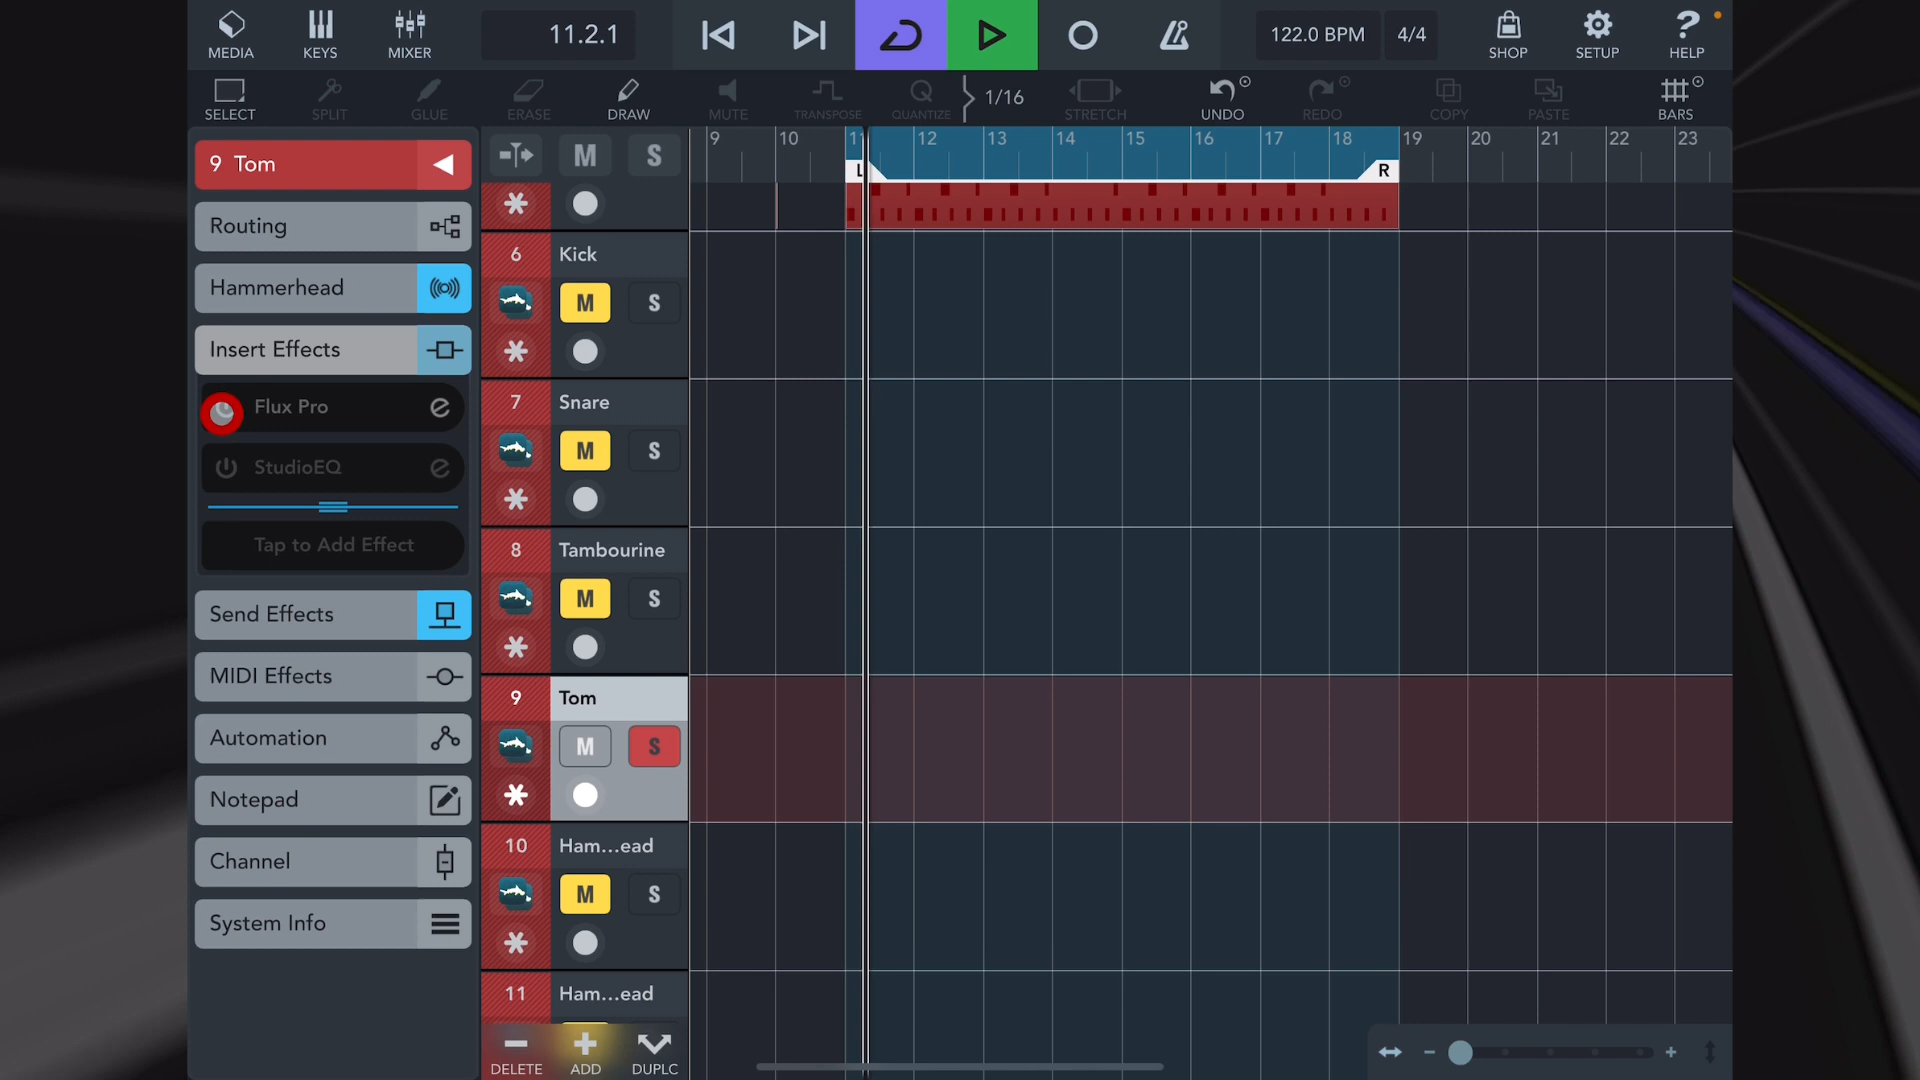 MEDIA
KEYS
MIXER
11.2.1
122.0 BPM
4/4
SHOP
SETUP
HELP
SELECT
SPLIT
GLUE
ERASE
DRAW
MUTE
TRANSPOSE
QUANTIZE
1/16
STRETCH
UNDO
REDO
COPY
PASTE
BARS
9 Tom
Routing
Hammerhead
Insert Effects
Flux Pro
StudioEQ
Tap to Add Effect
Send Effects
MIDI Effects
Automation
Notepad
Channel
System Info
M S
9 10 11 12 13 14 15 16 17 18 19 20 21 22 23
L R
6 Kick
M S
7 Snare
M S
8 Tambourine
M S
9 Tom
M S
10 Ham...ead
M S
11 Ham...ead
DELETE
ADD
DUPLC